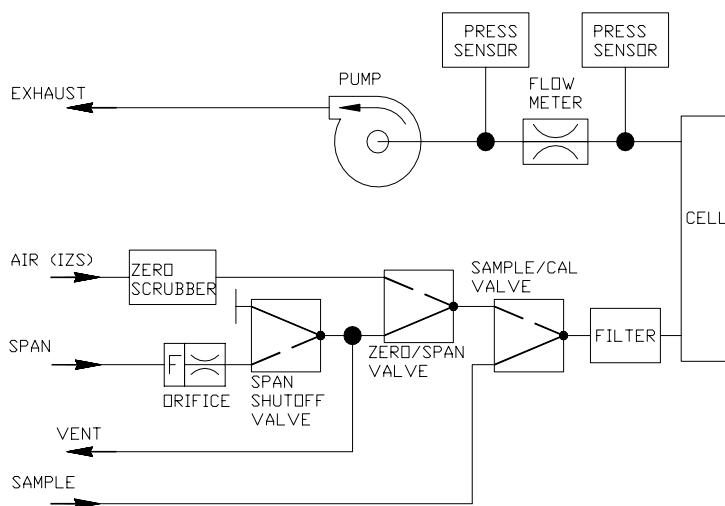 PRESS
SENSOR
PRESS
SENSOR
PUMP
FLOW
METER
EXHAUST
CELL
AIR (IZS)
ZERO
SCRUBBER
SAMPLE/CAL
VALVE
SPAN
F
FILTER
ZERO/SPAN
VALVE
ORIFICE
SPAN
SHUTOFF
VALVE
VENT
SAMPLE